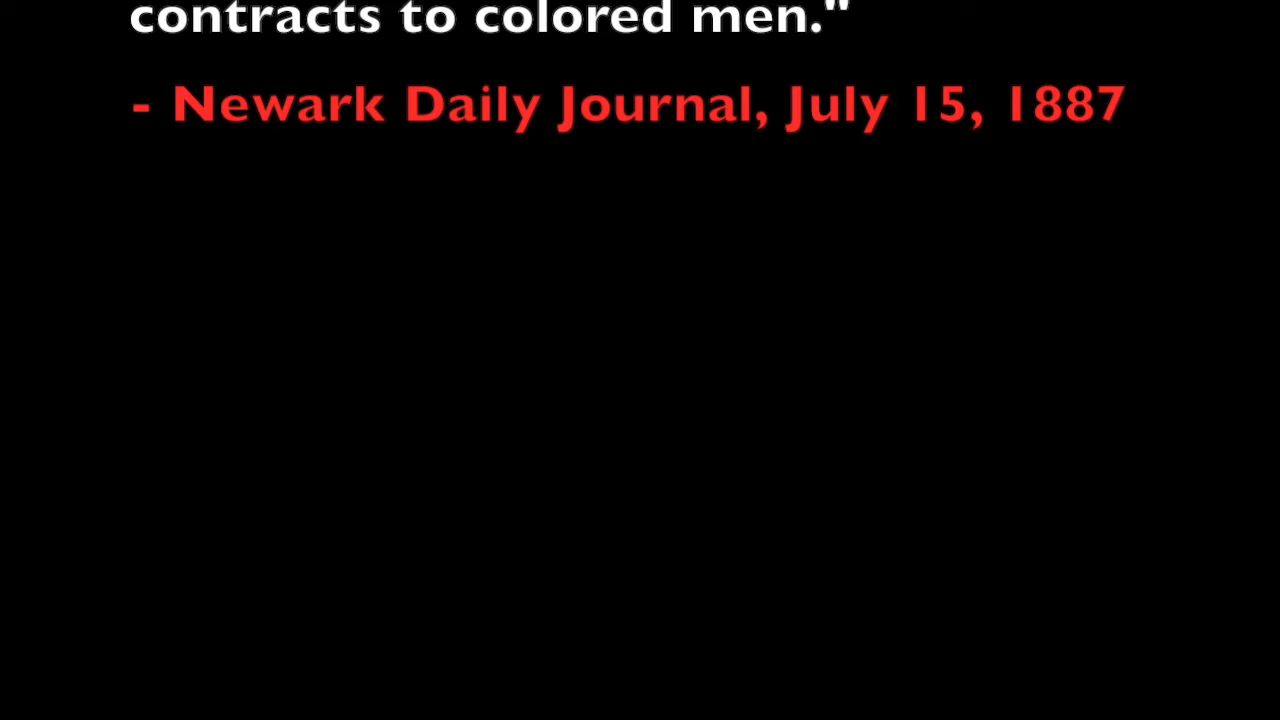 contracts to colored men."
- Newark Daily Journal, July 15, 1887